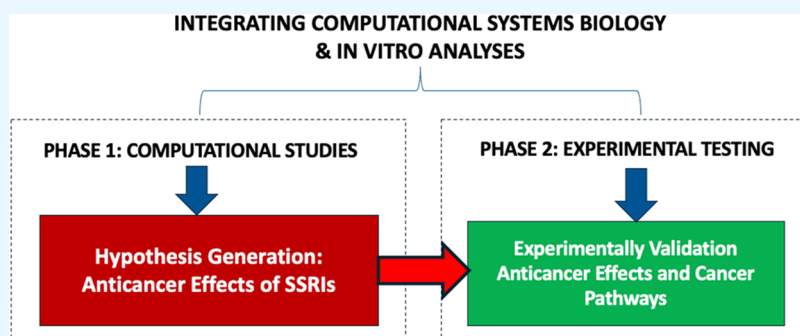 INTEGRATING COMPUTATIONAL SYSTEMS BIOLOGY
& IN VITRO ANALYSES
PHASE 1: COMPUTATIONAL STUDIES
Hypothesis Generation:
Anticancer Effects of SSRIs
PHASE 2: EXPERIMENTAL TESTING
Experimentally Validation
Anticancer Effects and Cancer
Pathways